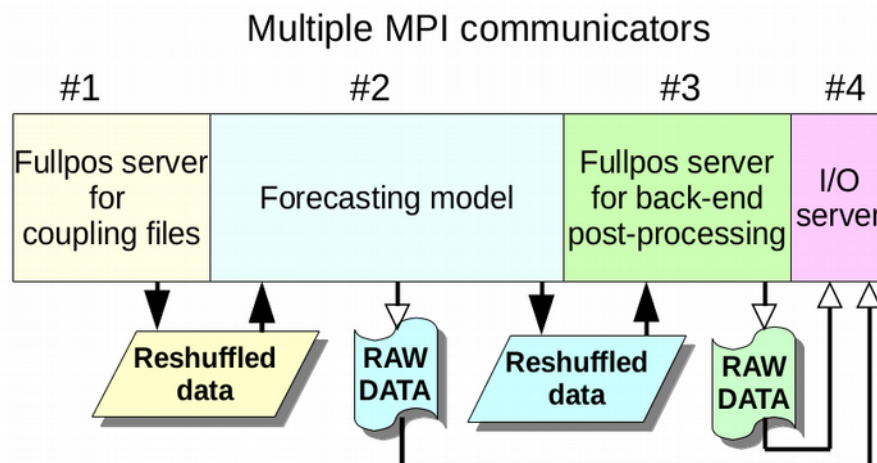 Multiple MPI communicators
#1
#2
#3
#4
Fullpos server
for
coupling files
Forecasting model
Fullpos server
for back-end
post-processing
I/O
server
Reshuffled
data
RAW
DATA
Reshuffled
data
RAW
DATA